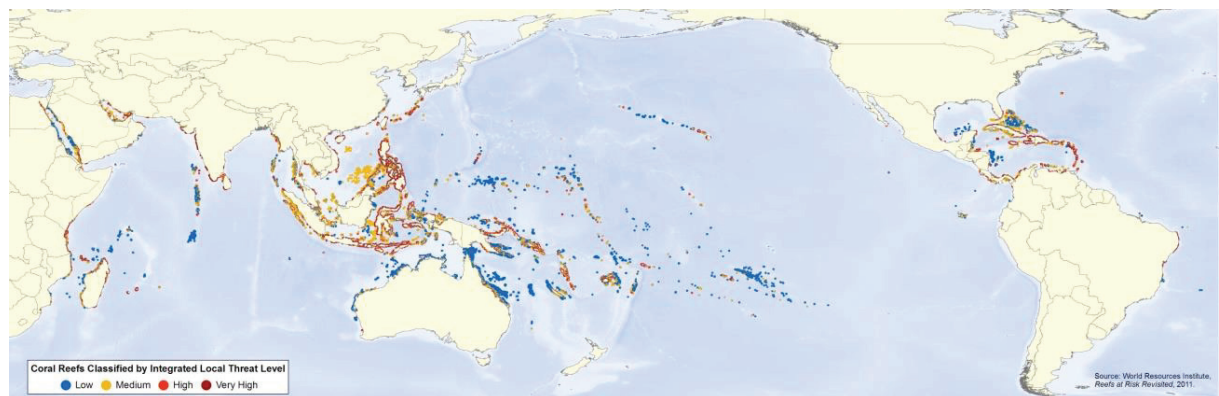 Coral Reefs Classified by Integrated Local Threat Level
Low Medium High Very High
Source: World Resources Institute,
Reefs at Risk Revisited, 2011.